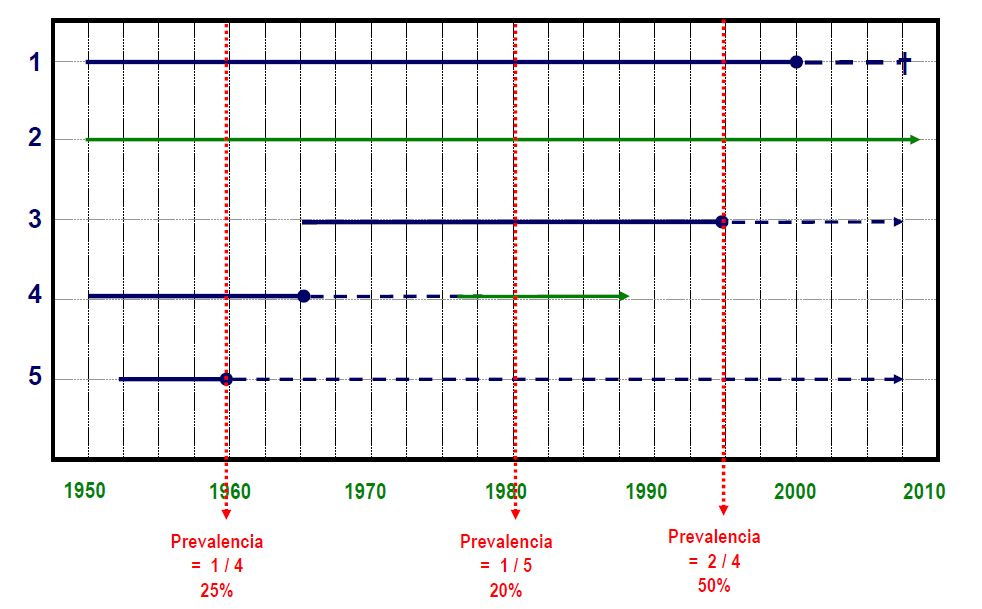 1
2
3
4
5
1950 1960 1970 1980 1990 2000 2010
Prevalencia
= 1 / 4
25%
Prevalencia
= 1 / 5
20%
Prevalencia
= 2 / 4
50%